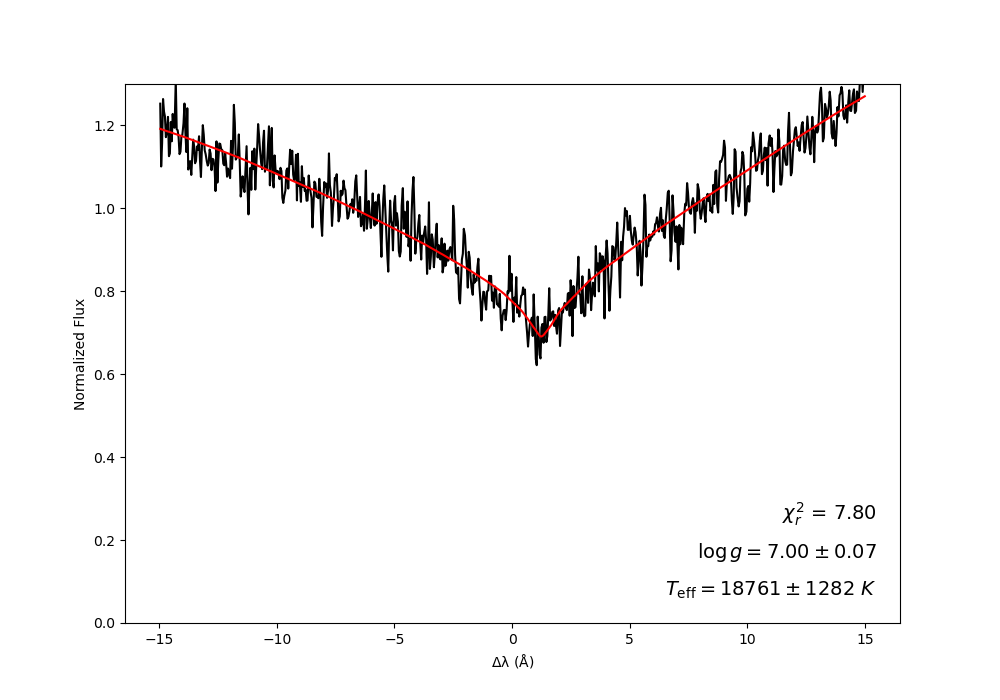 1.2
1.0
0.8
0.6
0.4
0.2
0.0
Normalized Flux
χ²ᵣ = 7.80
log g = 7.00 ± 0.07
T_eff = 18761 ± 1282 K
−15 −10 −5 0 5 10 15
Δλ (Å)